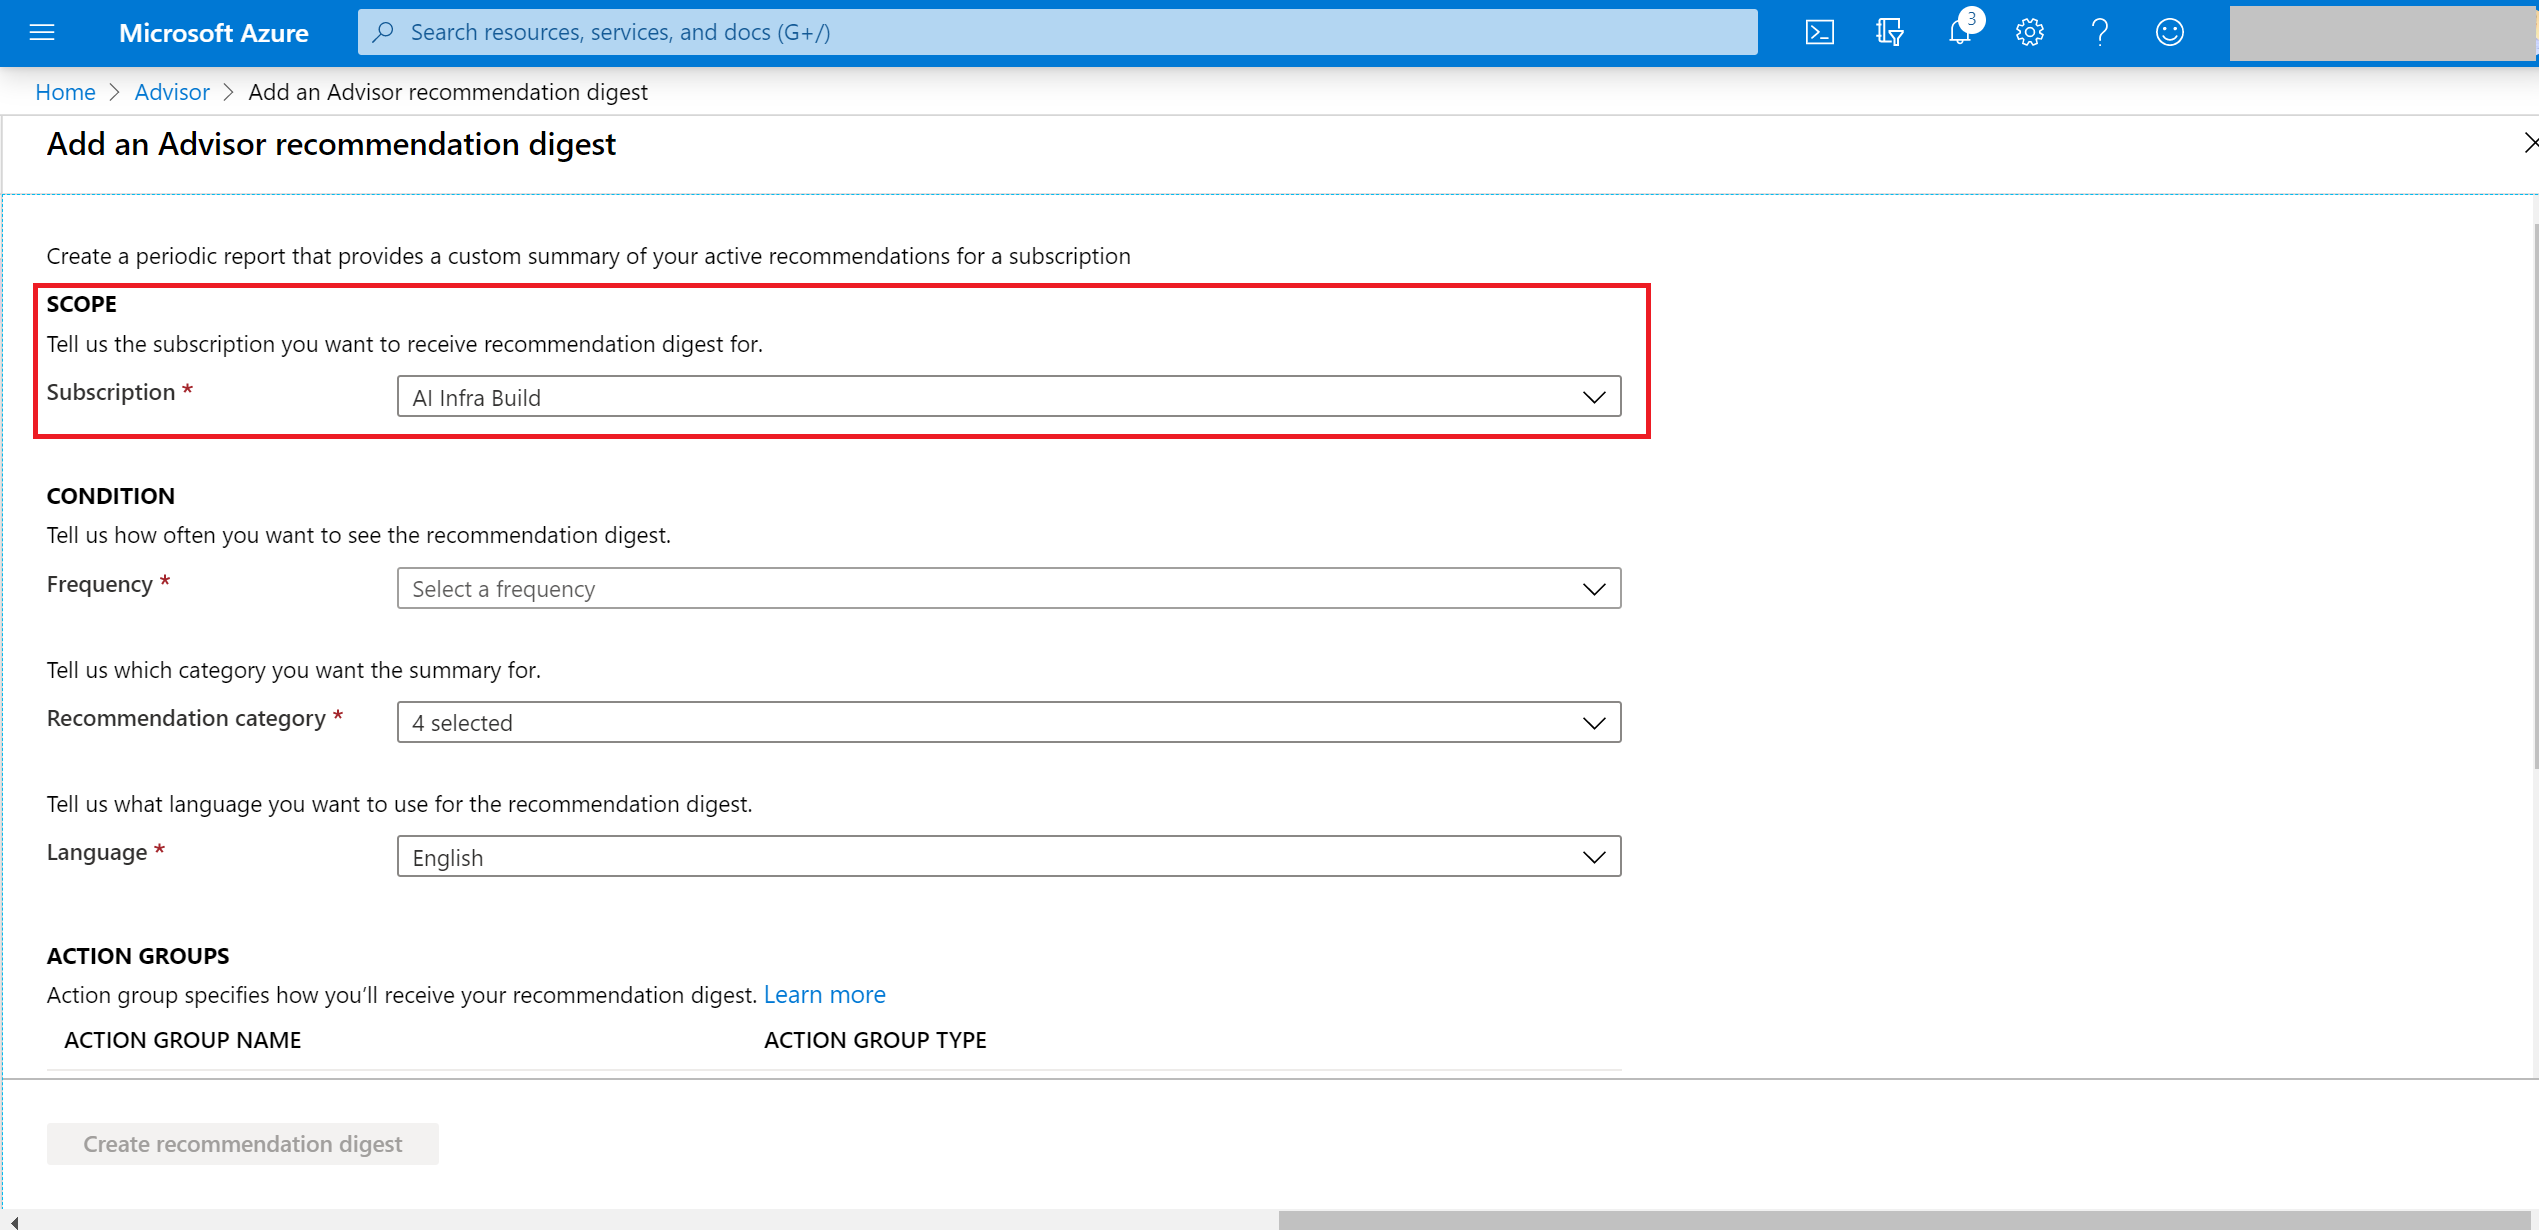 Microsoft Azure
Search resources, services, and docs (G+/)
3
Home > Advisor > Add an Advisor recommendation digest
Add an Advisor recommendation digest
Create a periodic report that provides a custom summary of your active recommendations for a subscription
SCOPE
Tell us the subscription you want to receive recommendation digest for.
Subscription *
AI Infra Build
CONDITION
Tell us how often you want to see the recommendation digest.
Frequency *
Select a frequency
Tell us which category you want the summary for.
Recommendation category *
4 selected
Tell us what language you want to use for the recommendation digest.
Language *
English
ACTION GROUPS
Action group specifies how you’ll receive your recommendation digest. Learn more
ACTION GROUP NAME
ACTION GROUP TYPE
Create recommendation digest